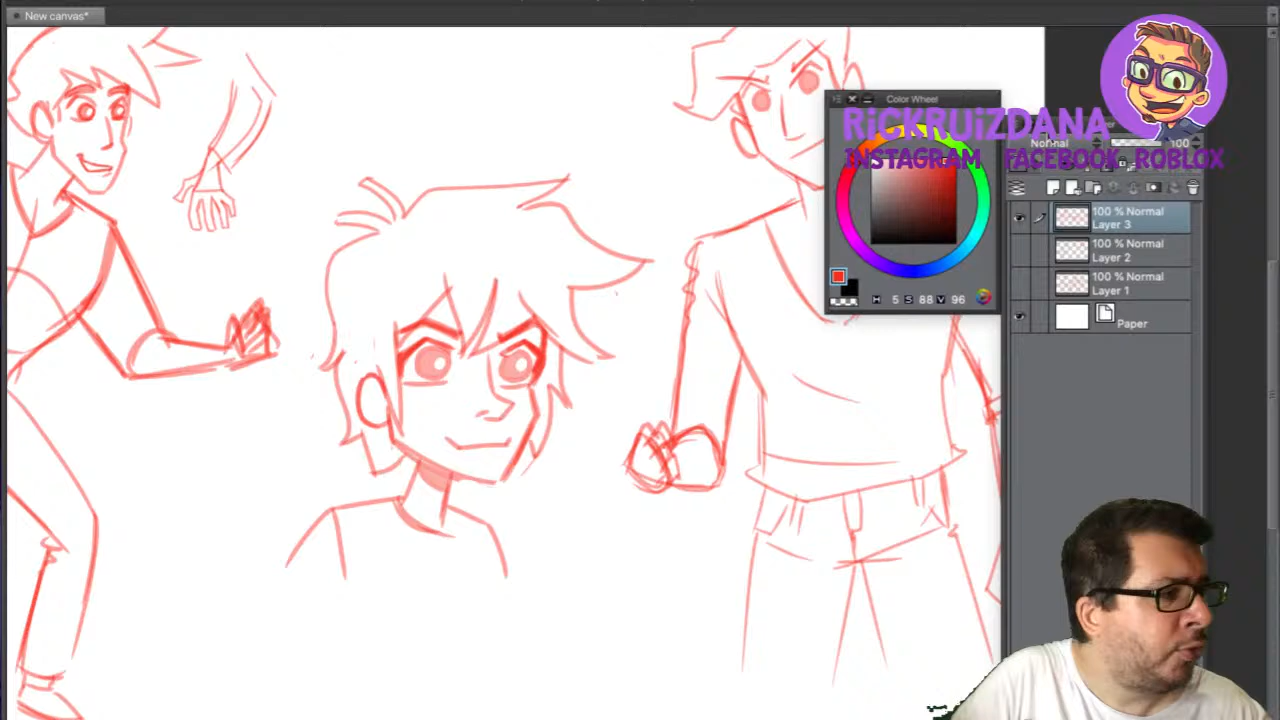 New canvas*
Color Wheel
RiCKRUiZDANA
INSTAGRAM FACEBOOK ROBLOX
Normal 100
100 % Normal
Layer 3
100 % Normal
Layer 2
100 % Normal
Layer 1
Paper
H 5 S 88 V 96